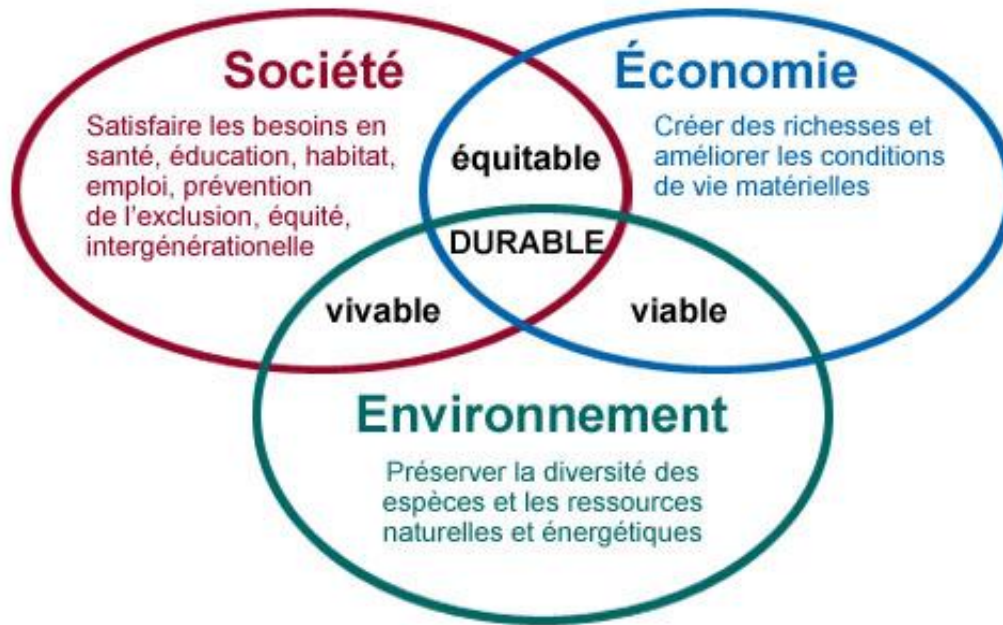 Société
Satisfaire les besoins en
santé, éducation, habitat,
emploi, prévention
de l'exclusion, équité,
intergénérationelle
Économie
Créer des richesses et
améliorer les conditions
de vie matérielles
équitable
DURABLE
vivable
viable
Environnement
Préserver la diversité des
espèces et les ressources
naturelles et énergétiques